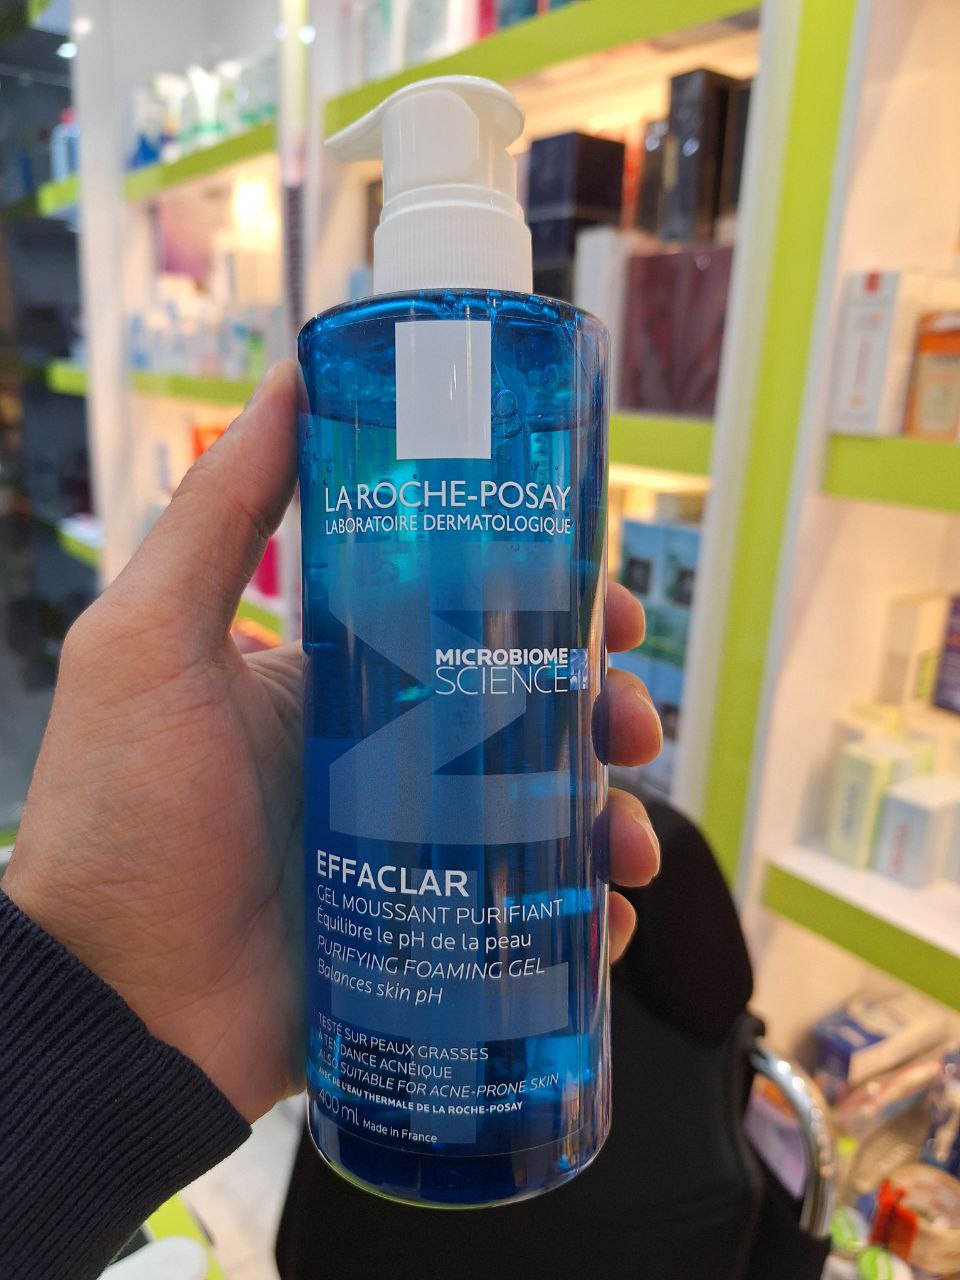 LA ROCHE-POSAY
LABORATOIRE DERMATOLOGIQUE
MICROBIOME
SCIENCE
EFFACLAR
GEL MOUSSANT PURIFIANT
Équilibre le pH de la peau
PURIFYING FOAMING GEL
Balances skin pH
TESTÉ SUR PEAUX GRASSES
À TENDANCE ACNÉIQUE
ALSO SUITABLE FOR ACNE-PRONE SKIN
AVEC DE L'EAU THERMALE DE LA ROCHE-POSAY
400 ml Made in France